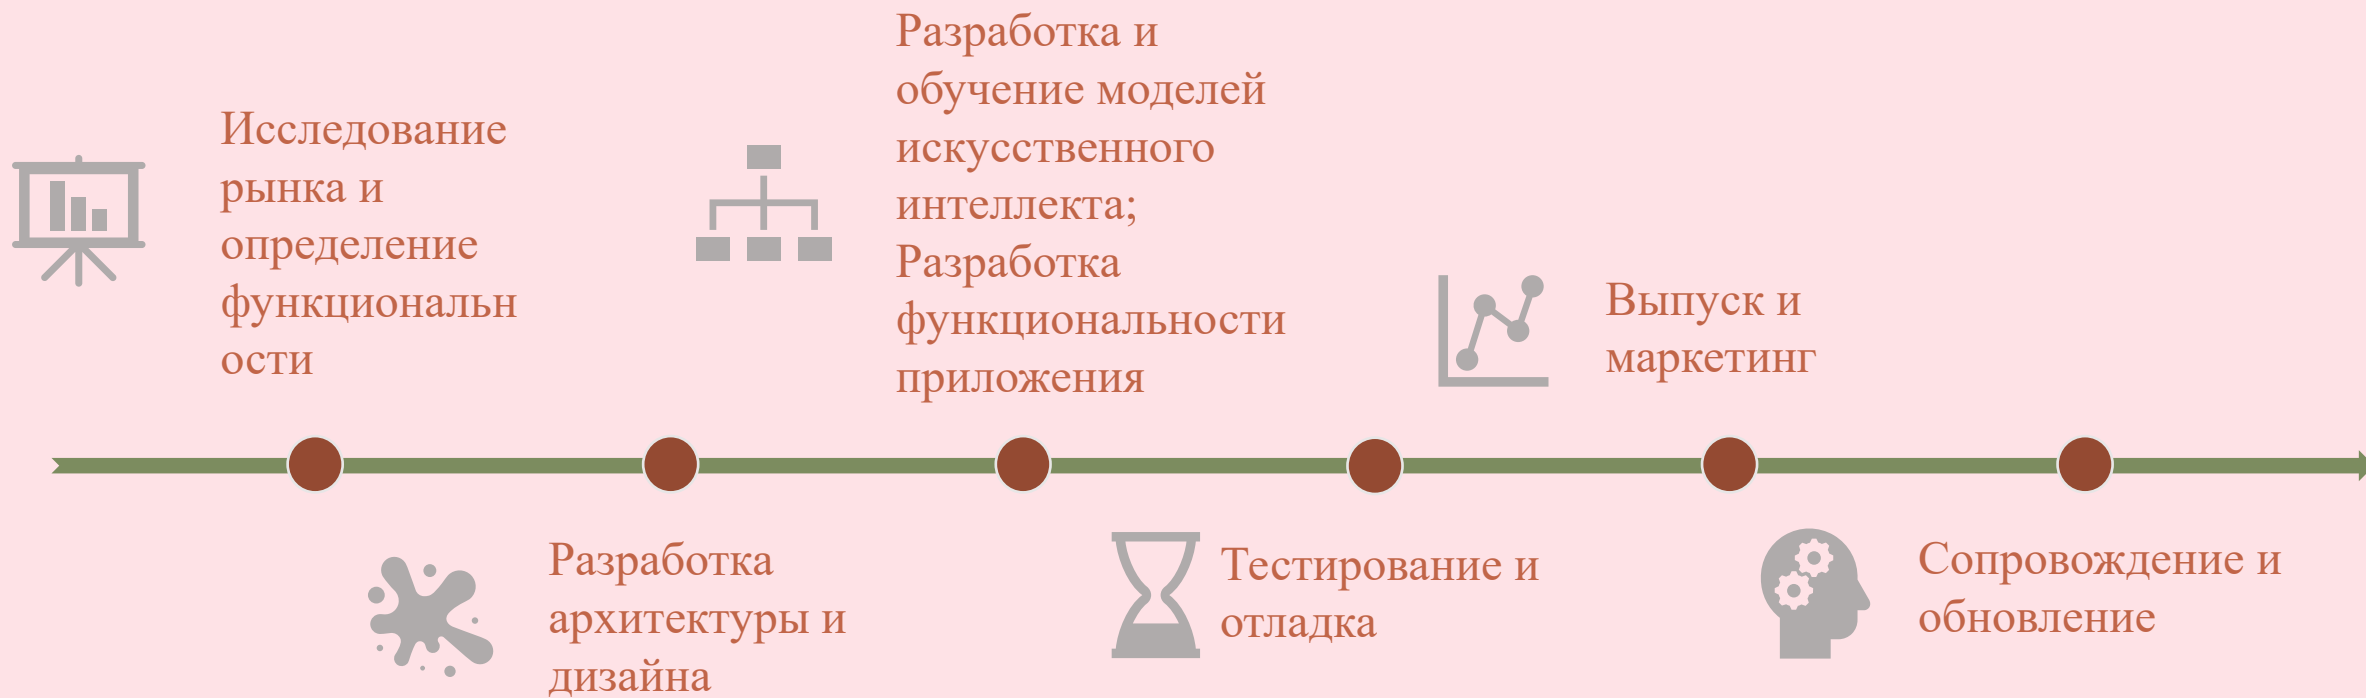 Исследование
рынка и
определение
функциональн
ости
Разработка
архитектуры и
дизайна
Разработка и
обучение моделей
искусственного
интеллекта;
Разработка
функциональности
приложения
Тестирование и
отладка
Выпуск и
маркетинг
Сопровождение и
обновление